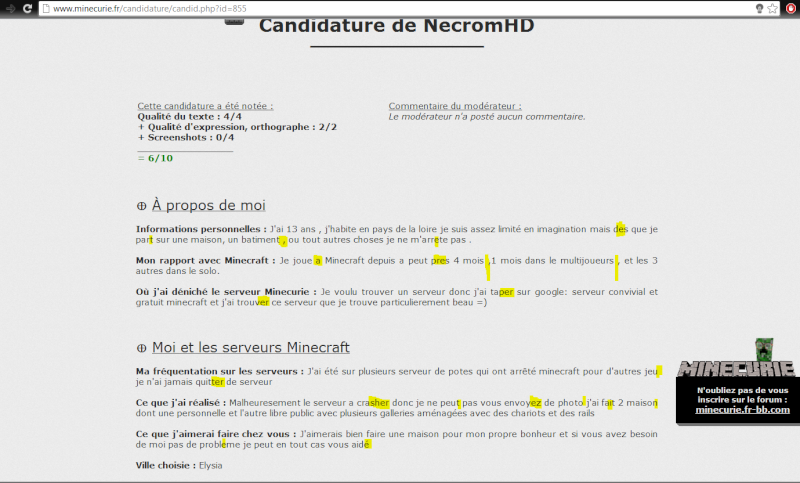 www.minecurie.fr/candidature/candid.php?id=855
Candidature de NecromHD
Cette candidature a été notée :
Qualité du texte : 4/4
+ Qualité d'expression, orthographe : 2/2
+ Screenshots : 0/4
= 6/10
Commentaire du modérateur :
Le modérateur n'a posté aucun commentaire.
À propos de moi
Informations personnelles : J'ai 13 ans , j'habite en pays de la loire je suis assez limité en imagination mais des que je
part sur une maison, un batiment , ou tout autres choses je ne m'arrete pas .
Mon rapport avec Minecraft : Je joue a Minecraft depuis a peut pres 4 mois ,1 mois dans le multijoueurs , et les 3
autres dans le solo.
Où j'ai déniché le serveur Minecurie : Je voulu trouver un serveur donc j'ai taper sur google: serveur convivial et
gratuit minecraft et j'ai trouver ce serveur que je trouve particulierement beau =)
Moi et les serveurs Minecraft
Ma fréquentation sur les serveurs : J'ai été sur plusieurs serveur de potes qui ont arrêté minecraft pour d'autres jeu
je n'ai jamais quitter de serveur
Ce que j'ai réalisé : Malheuresement le serveur a crasher donc je ne peut pas vous envoyez de photo j'ai fait 2 maison
dont une personnelle et l'autre libre public avec plusieurs galleries aménagées avec des chariots et des rails
Ce que j'aimerai faire chez vous : J'aimerais bien faire une maison pour mon propre bonheur et si vous avez besoin
de moi pas de probleme je peut en tout cas vous aidé
Ville choisie : Elysia
MINECURIE
N'oubliez pas de vous
inscrire sur le forum :
minecurie.fr-bb.com